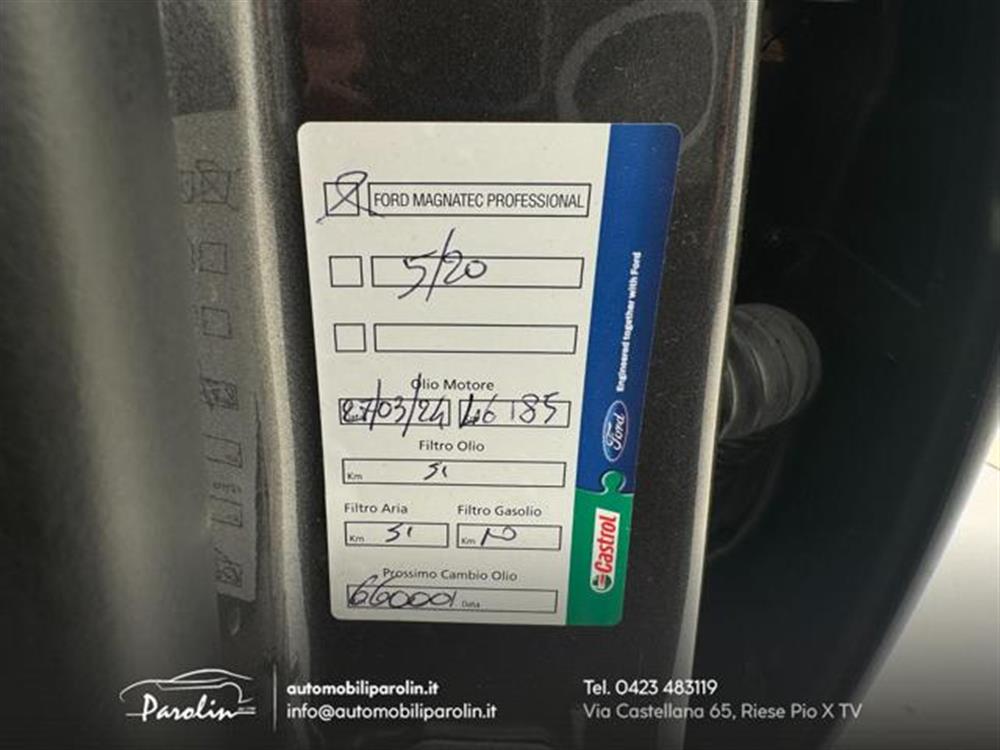 FORD MAGNATEC PROFESSIONAL
5/20
Olio Motore
27/03/24 46185
Filtro Olio
Km si
Filtro Aria Filtro Gasolio
Km si Km NO
Prossimo Cambio Olio
66000 Data
Engineered together with Ford
Ford
Castrol
Parolin
automobiliparolin.it
info@automobiliparolin.it
Tel. 0423 483119
Via Castellana 65, Riese Pio X TV